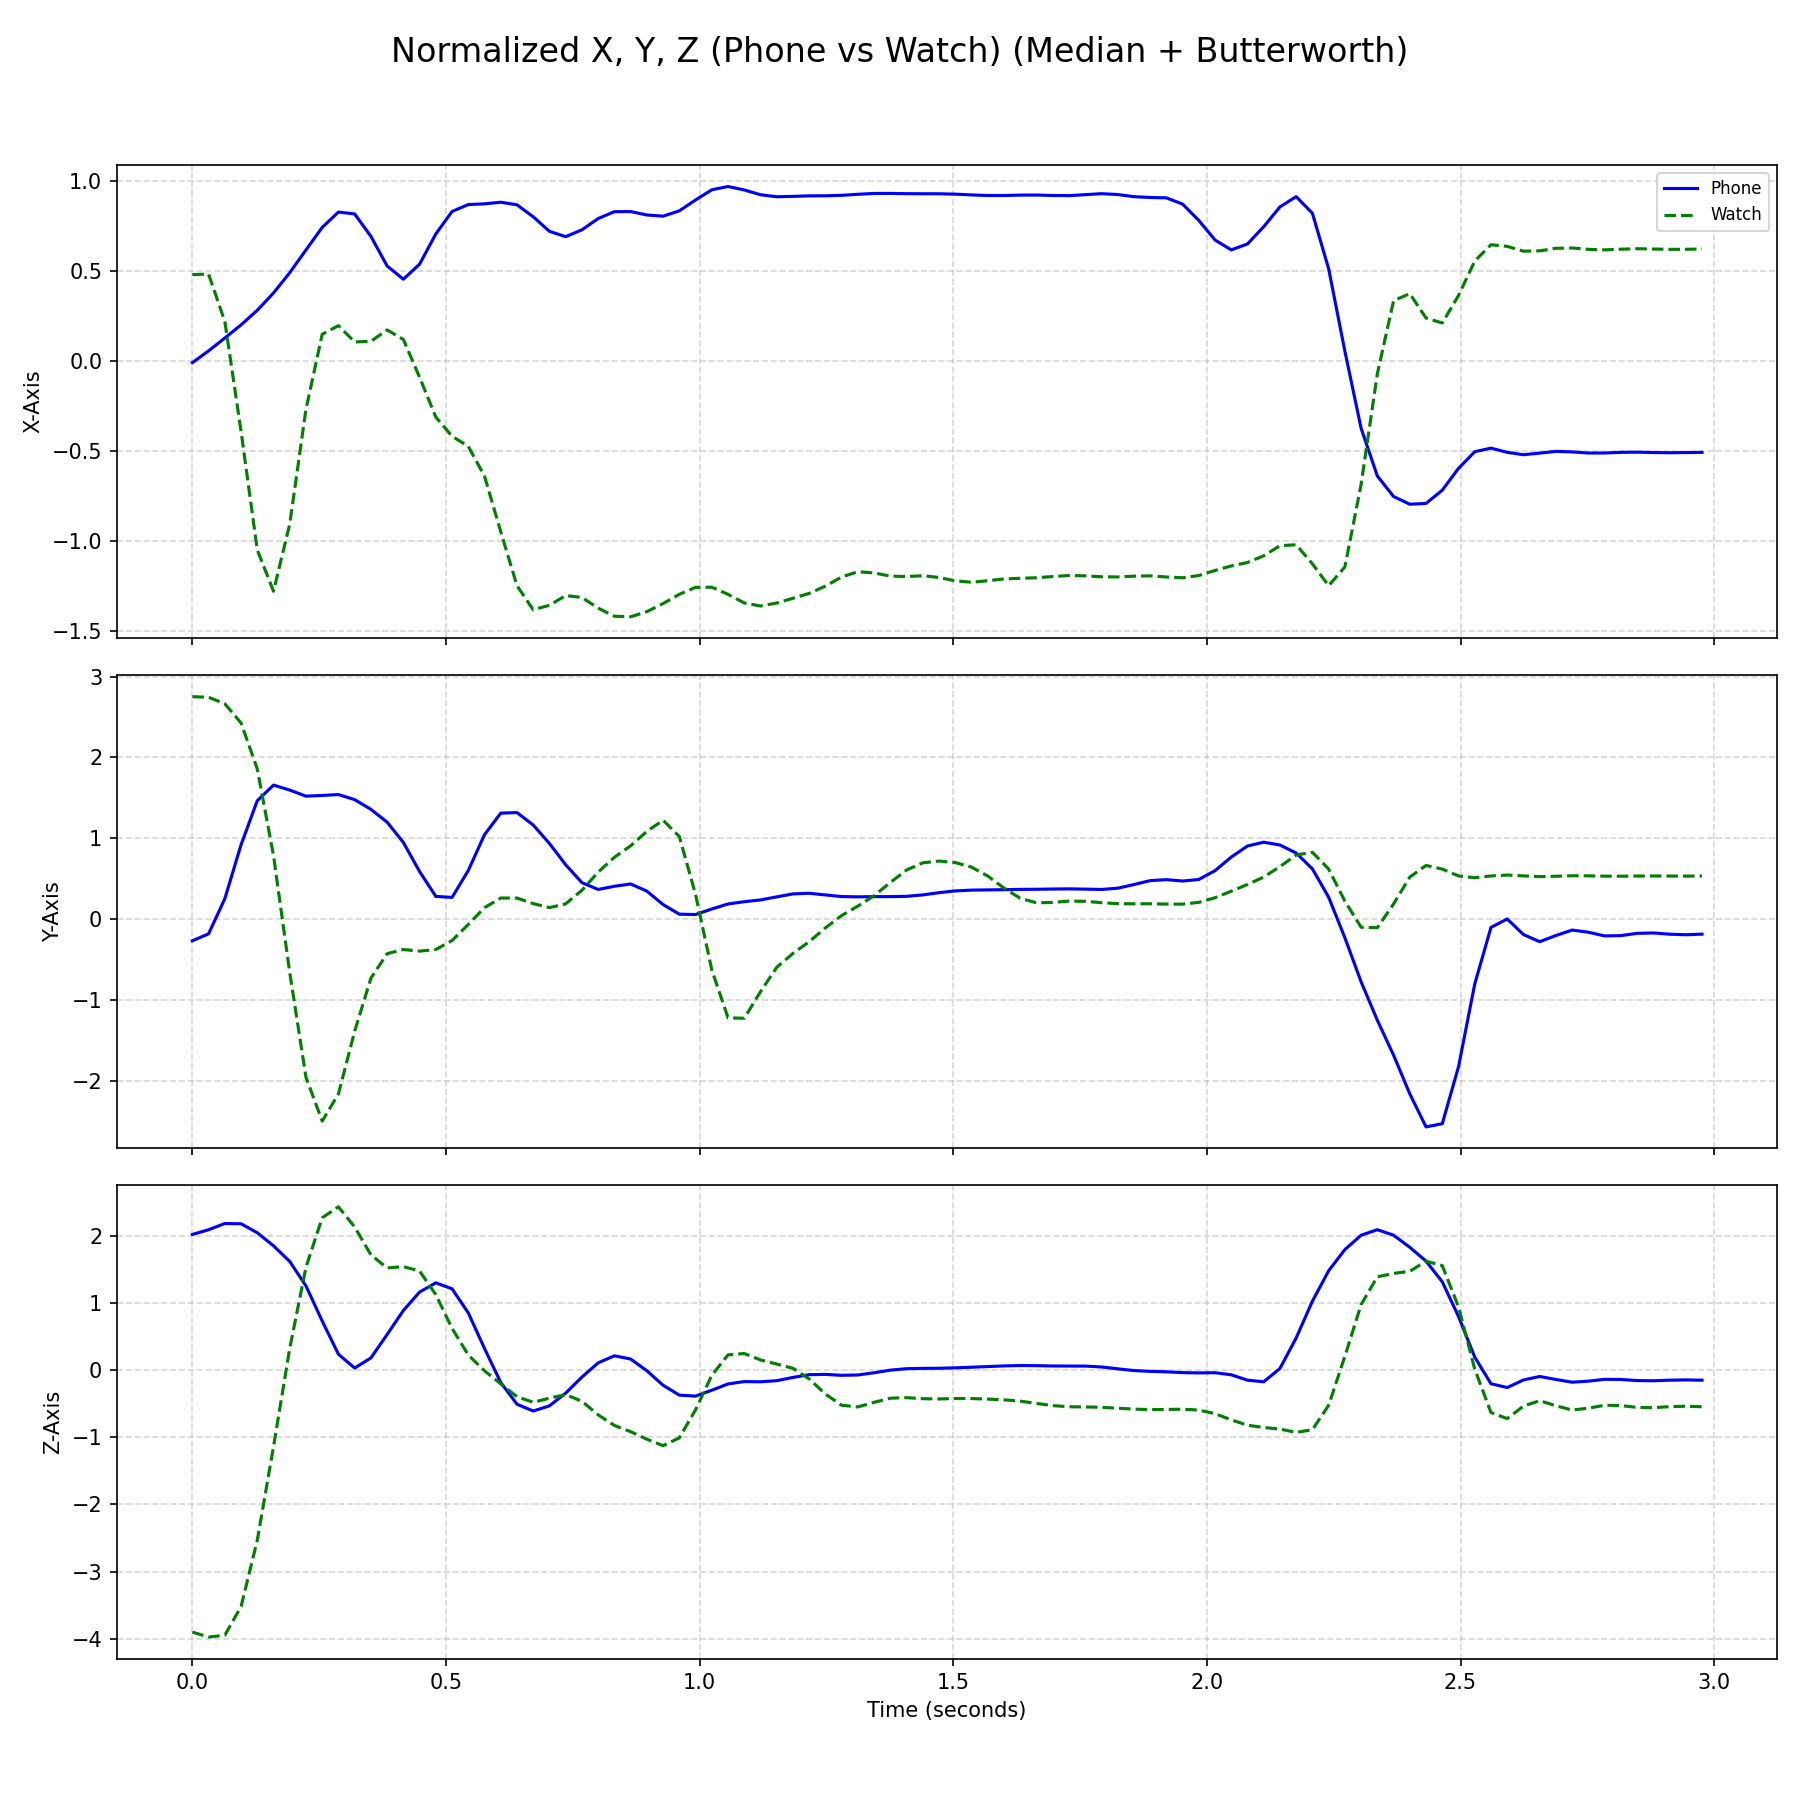 Normalized X, Y, Z (Phone vs Watch) (Median + Butterworth)
Phone
Watch
1.0
0.5
0.0
−0.5
−1.0
−1.5
X-Axis
3
2
1
0
−1
−2
Y-Axis
2
1
0
−1
−2
−3
−4
Z-Axis
0.0 0.5 1.0 1.5 2.0 2.5 3.0
Time (seconds)